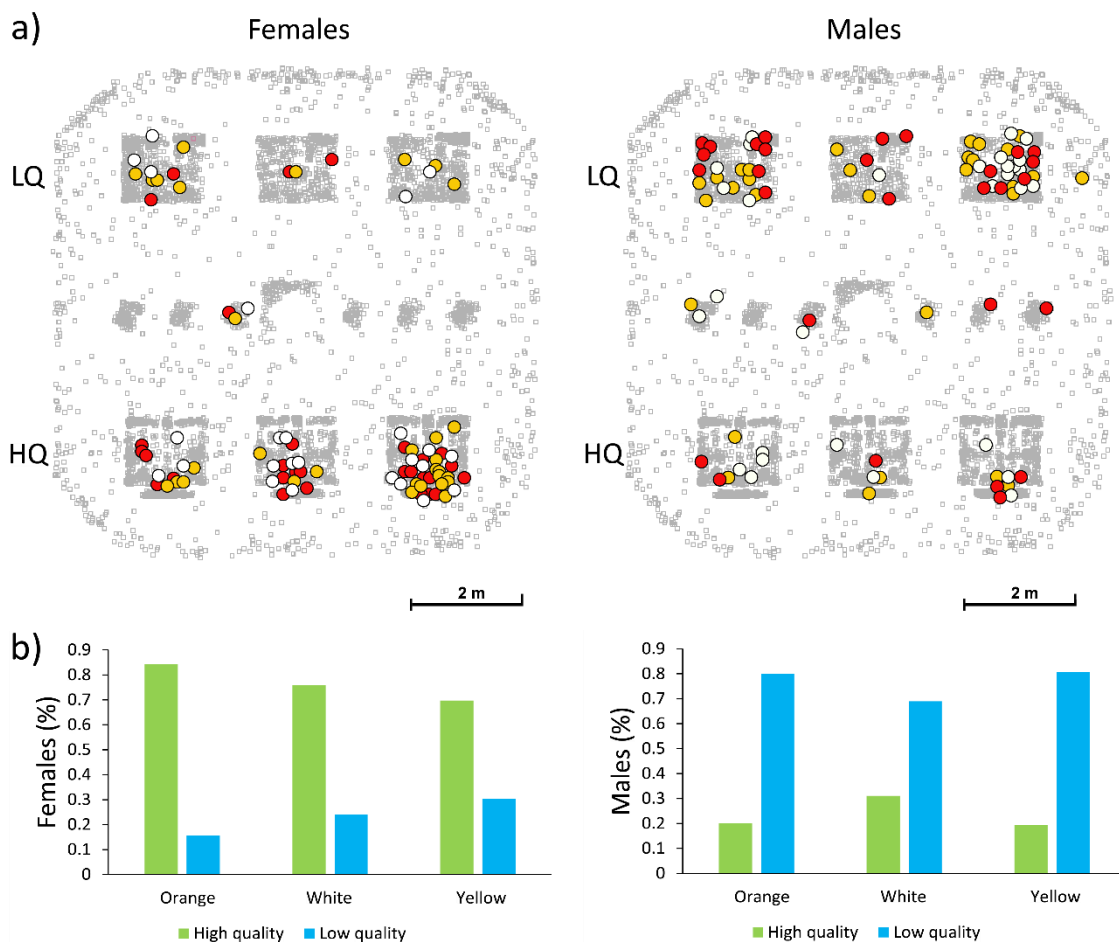 a)
Females
Males
LQ
LQ
HQ
HQ
2 m
2 m
b)
0.9
0.8
0.7
0.6
0.5
0.4
0.3
0.2
0.1
0
Females (%)
Orange White Yellow
High quality Low quality
0.9
0.8
0.7
0.6
0.5
0.4
0.3
0.2
0.1
0
Males (%)
Orange White Yellow
High quality Low quality